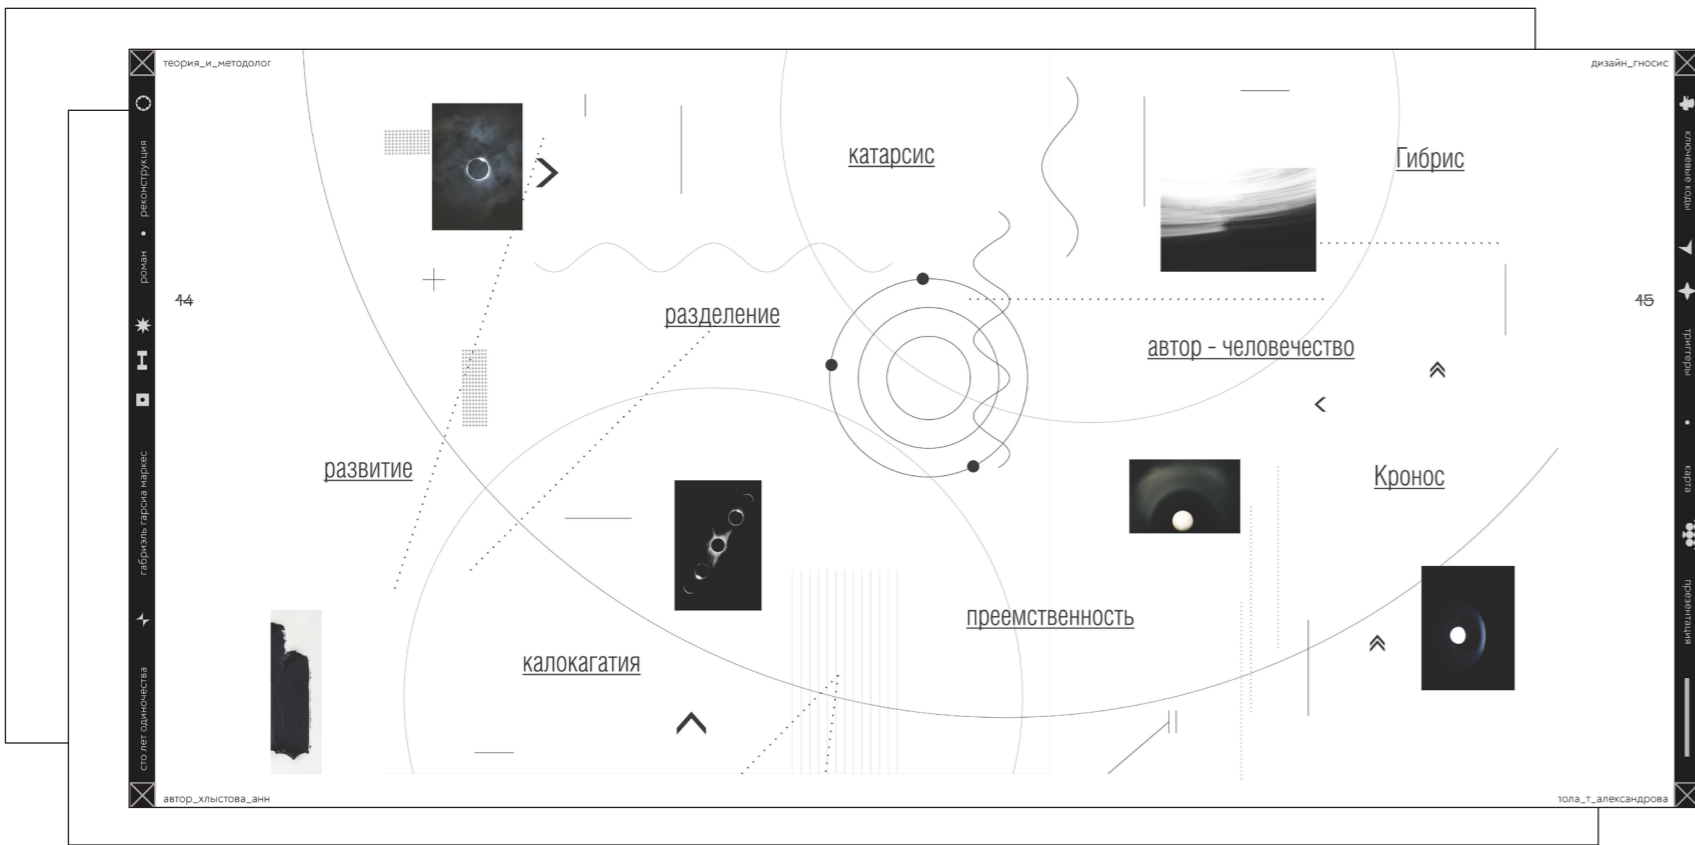 теория_и_методолог
дизайн_гносис
реконструкция
роман
габриэль гарсиа маркес
сто лет одиночества
44
катарсис
Гибрис
разделение
автор - человечество
развитие
Кронос
преемственность
калокагатия
45
ключевые коды
триггеры
карта
презентация
автор_хлыстова_анн
пола_т_александрова